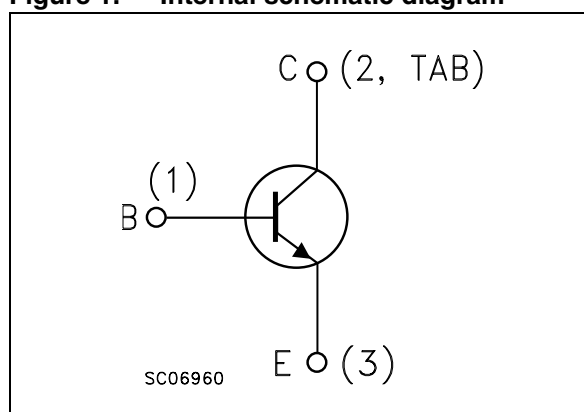 Figure 1. Internal schematic diagram
C (2, TAB)
(1)
B
E (3)
SC06960